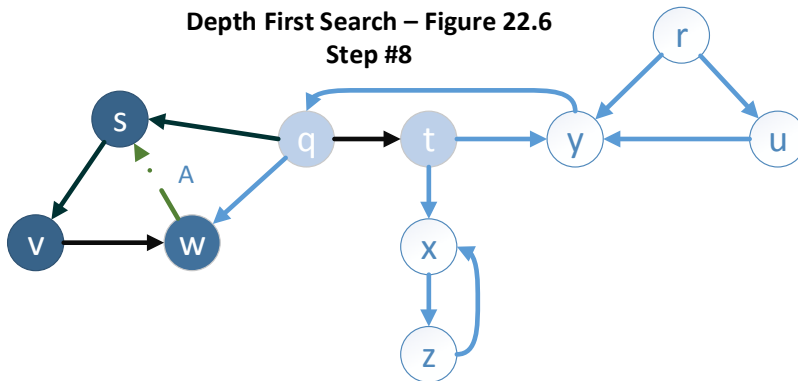 Depth First Search – Figure 22.6
Step #8
r
s
q
t
y
u
A
v
w
x
z